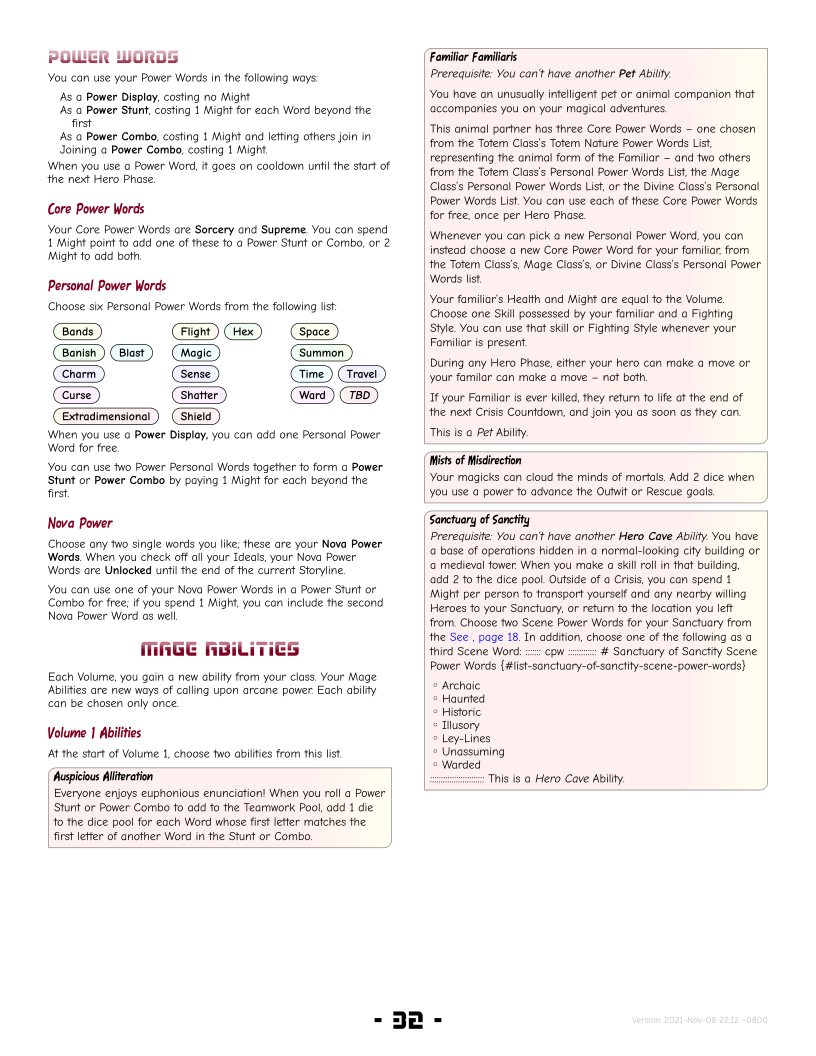 POWER WORDS
You can use your Power Words in the following ways:
As a Power Display, costing no Might
As a Power Stunt, costing 1 Might for each Word beyond the
first
As a Power Combo, costing 1 Might and letting others join in
Joining a Power Combo, costing 1 Might.
When you use a Power Word, it goes on cooldown until the start of
the next Hero Phase.
Core Power Words
Your Core Power Words are Sorcery and Supreme. You can spend
1 Might point to add one of these to a Power Stunt or Combo, or 2
Might to add both.
Personal Power Words
Choose six Personal Power Words from the following list:
Bands Flight Hex Space
Banish Blast Magic Summon
Charm Sense Time Travel
Curse Shatter Ward TBD
Extradimensional Shield
When you use a Power Display, you can add one Personal Power
Word for free.
You can use two Power Personal Words together to form a Power
Stunt or Power Combo by paying 1 Might for each beyond the
first.
Nova Power
Choose any two single words you like; these are your Nova Power
Words. When you check off all your Ideals, your Nova Power
Words are Unlocked until the end of the current Storyline.
You can use one of your Nova Power Words in a Power Stunt or
Combo for free; if you spend 1 Might, you can include the second
Nova Power Word as well.
MAGE ABILITIES
Each Volume, you gain a new ability from your class. Your Mage
Abilities are new ways of calling upon arcane power. Each ability
can be chosen only once.
Volume 1 Abilities
At the start of Volume 1, choose two abilities from this list.
Auspicious Alliteration
Everyone enjoys euphonious enunciation! When you roll a Power
Stunt or Power Combo to add to the Teamwork Pool, add 1 die
to the dice pool for each Word whose first letter matches the
first letter of another Word in the Stunt or Combo.
Familiar Familiaris
Prerequisite: You can't have another Pet Ability.
You have an unusually intelligent pet or animal companion that
accompanies you on your magical adventures.
This animal partner has three Core Power Words – one chosen
from the Totem Class's Totem Nature Power Words List,
representing the animal form of the Familiar – and two others
from the Totem Class's Personal Power Words List, the Mage
Class's Personal Power Words List, or the Divine Class's Personal
Power Words List. You can use each of these Core Power Words
for free, once per Hero Phase.
Whenever you can pick a new Personal Power Word, you can
instead choose a new Core Power Word for your familiar, from
the Totem Class's, Mage Class's, or Divine Class's Personal Power
Words list.
Your familiar's Health and Might are equal to the Volume.
Choose one Skill possessed by your familiar and a Fighting
Style. You can use that skill or Fighting Style whenever your
Familiar is present.
During any Hero Phase, either your hero can make a move or
your familar can make a move – not both.
If your Familiar is ever killed, they return to life at the end of
the next Crisis Countdown, and join you as soon as they can.
This is a Pet Ability.
Mists of Misdirection
Your magicks can cloud the minds of mortals. Add 2 dice when
you use a power to advance the Outwit or Rescue goals.
Sanctuary of Sanctity
Prerequisite: You can't have another Hero Cave Ability. You have
a base of operations hidden in a normal-looking city building or
a medieval tower. When you make a skill roll in that building,
add 2 to the dice pool. Outside of a Crisis, you can spend 1
Might per person to transport yourself and any nearby willing
Heroes to your Sanctuary, or return to the location you left
from. Choose two Scene Power Words for your Sanctuary from
the See , page 18. In addition, choose one of the following as a
third Scene Word: ::::::: cpw ::::::::::::: # Sanctuary of Sanctity Scene
Power Words {#list-sanctuary-of-sanctity-scene-power-words}
◦ Archaic
◦ Haunted
◦ Historic
◦ Illusory
◦ Ley-Lines
◦ Unassuming
◦ Warded
::::::::::::::::::::::::: This is a Hero Cave Ability.
- 32 -
Version 2021-Nov-08 22:12 -0800